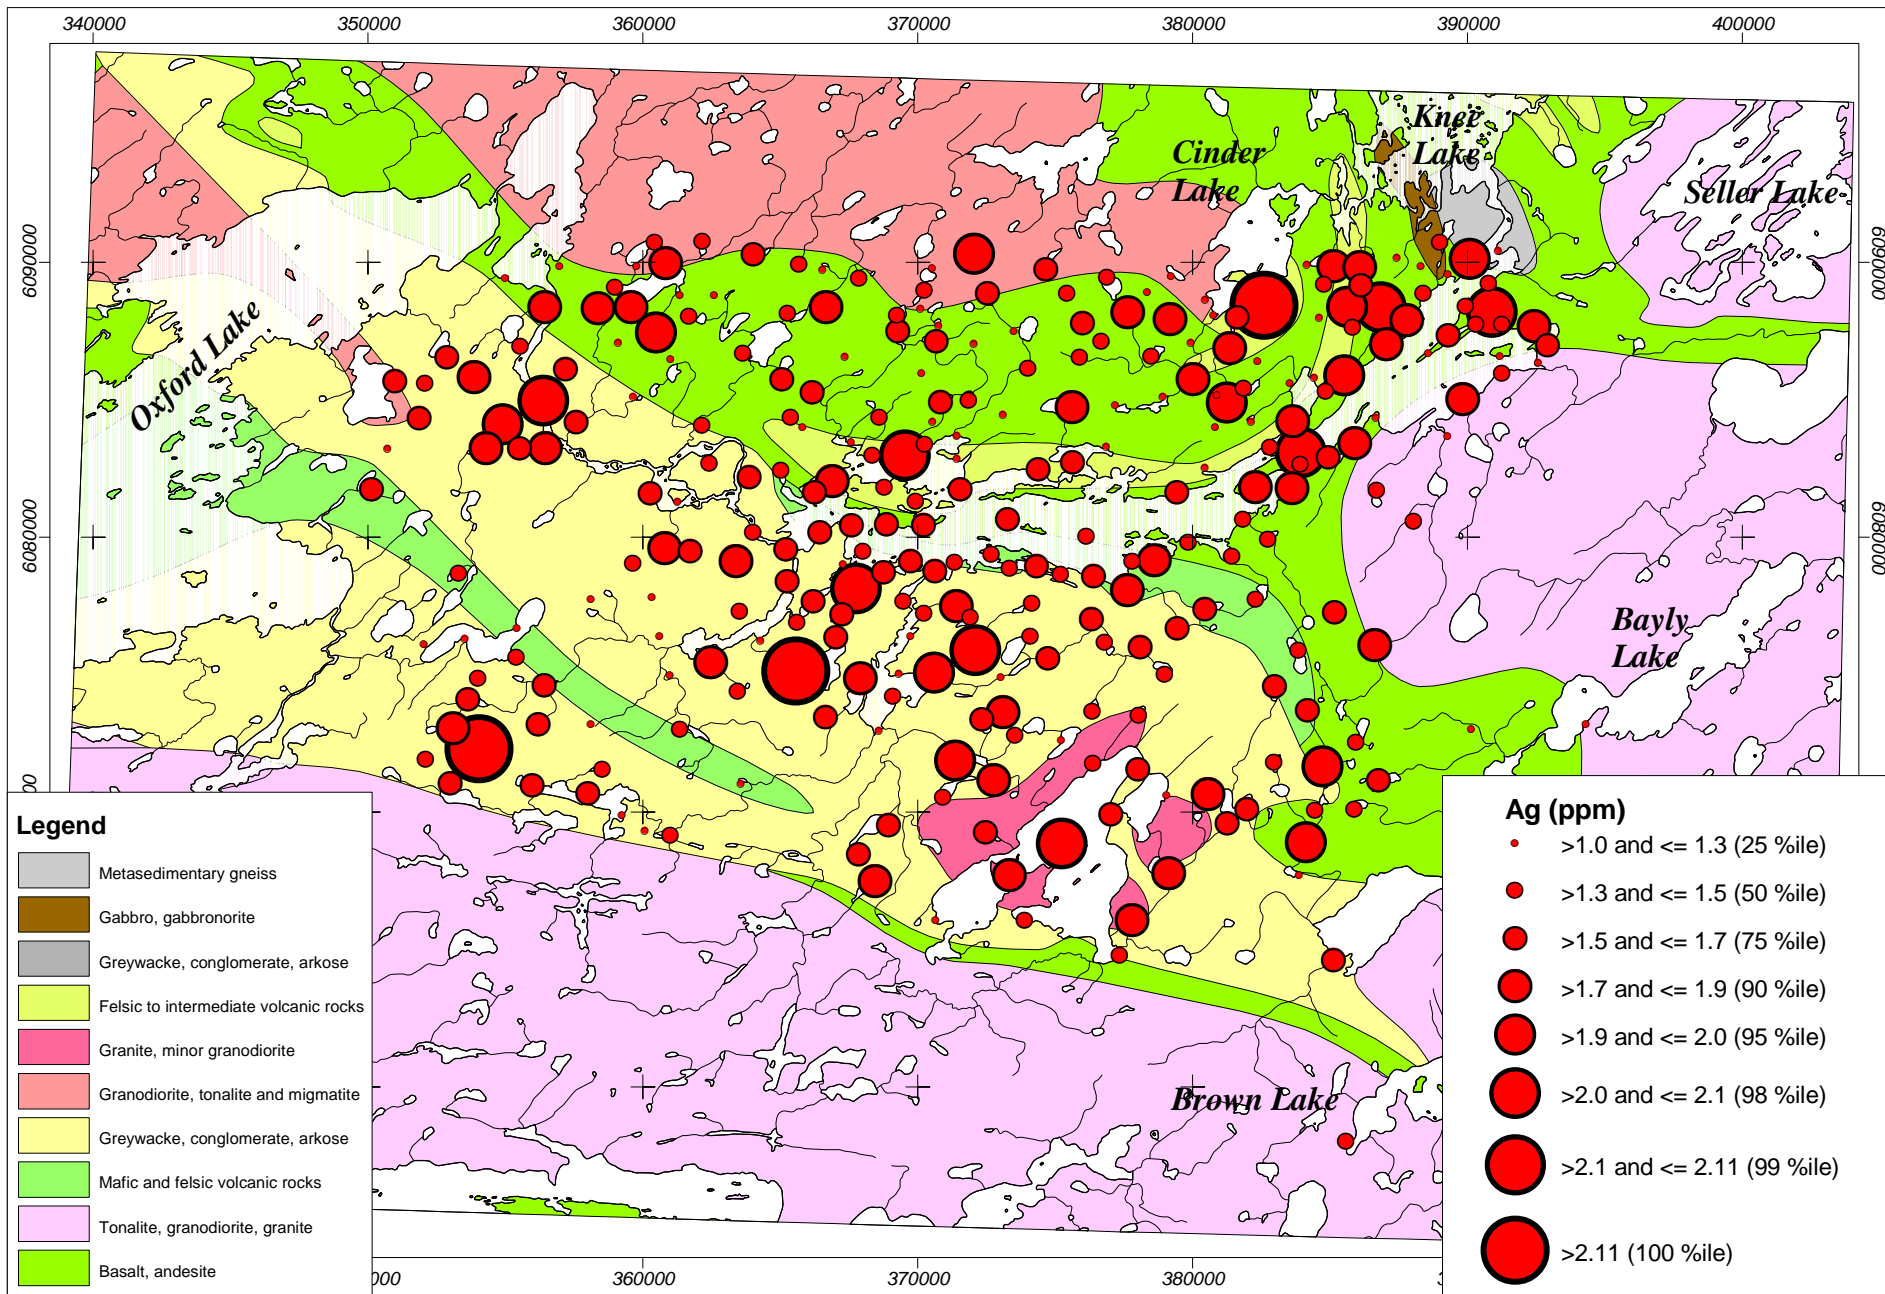 340000 350000 360000 370000 380000 390000 400000
Knee
Lake
Cinder
Lake
Seller Lake
6090000
6090000
Oxford Lake
6080000
6080000
Bayly
Lake
Brown Lake
Legend
Metasedimentary gneiss
Gabbro, gabbronorite
Greywacke, conglomerate, arkose
Felsic to intermediate volcanic rocks
Granite, minor granodiorite
Granodiorite, tonalite and migmatite
Greywacke, conglomerate, arkose
Mafic and felsic volcanic rocks
Tonalite, granodiorite, granite
Basalt, andesite
Ag (ppm)
>1.0 and <= 1.3 (25 %ile)
>1.3 and <= 1.5 (50 %ile)
>1.5 and <= 1.7 (75 %ile)
>1.7 and <= 1.9 (90 %ile)
>1.9 and <= 2.0 (95 %ile)
>2.0 and <= 2.1 (98 %ile)
>2.1 and <= 2.11 (99 %ile)
>2.11 (100 %ile)
360000 370000 380000